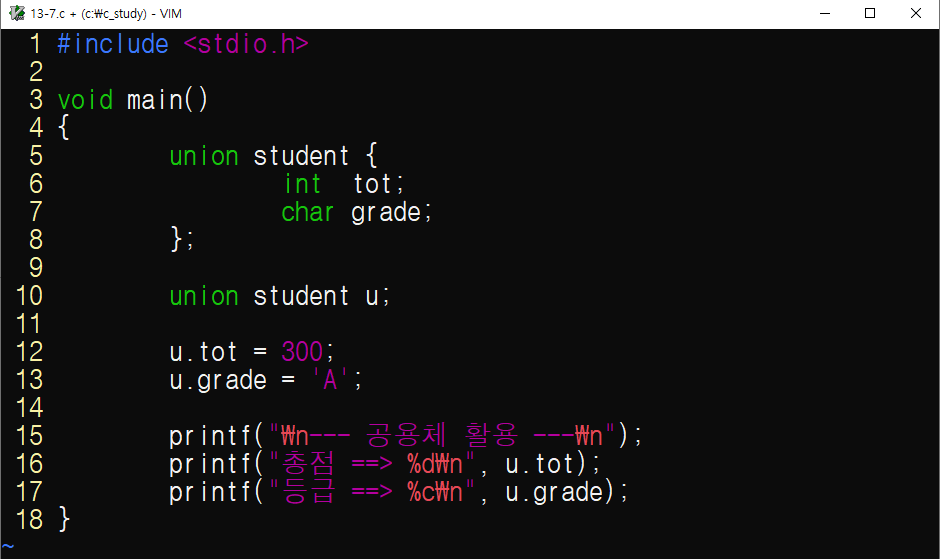 13-7.c + (c:₩c_study) - VIM
1 #include <stdio.h>
2
3 void main()
4 {
5 union student {
6 int  tot;
7 char grade;
8 };
9
10 union student u;
11
12 u.tot = 300;
13 u.grade = 'A';
14
15 printf("₩n--- 공용체 활용 ---₩n");
16 printf("총점 ==> %d₩n", u.tot);
17 printf("등급 ==> %c₩n", u.grade);
18 }
~